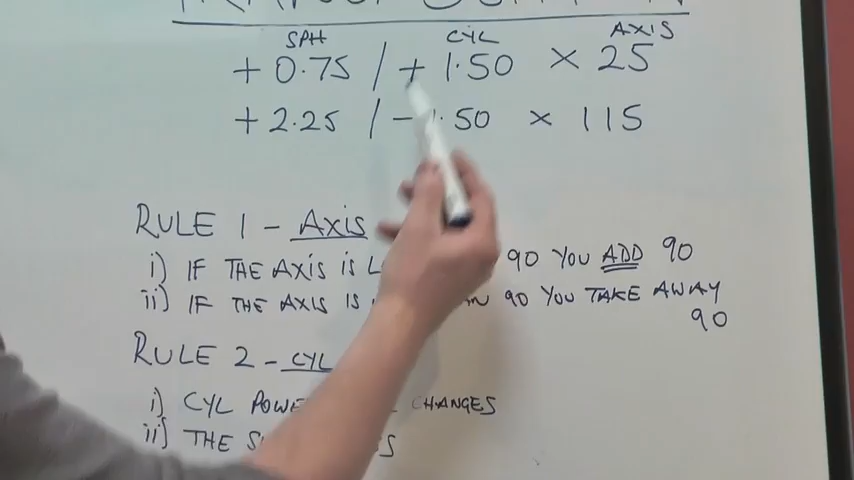 SPH CYL AXIS
+ 0.75 / + 1.50 × 25
+ 2.25 / - .50 × 115
RULE 1 - AXIS
i) IF THE AXIS IS 90 YOU ADD 90
ii) IF THE AXIS IS 90 YOU TAKE AWAY
90
RULE 2 - CYL
i) CYL CHANGES
ii) THE